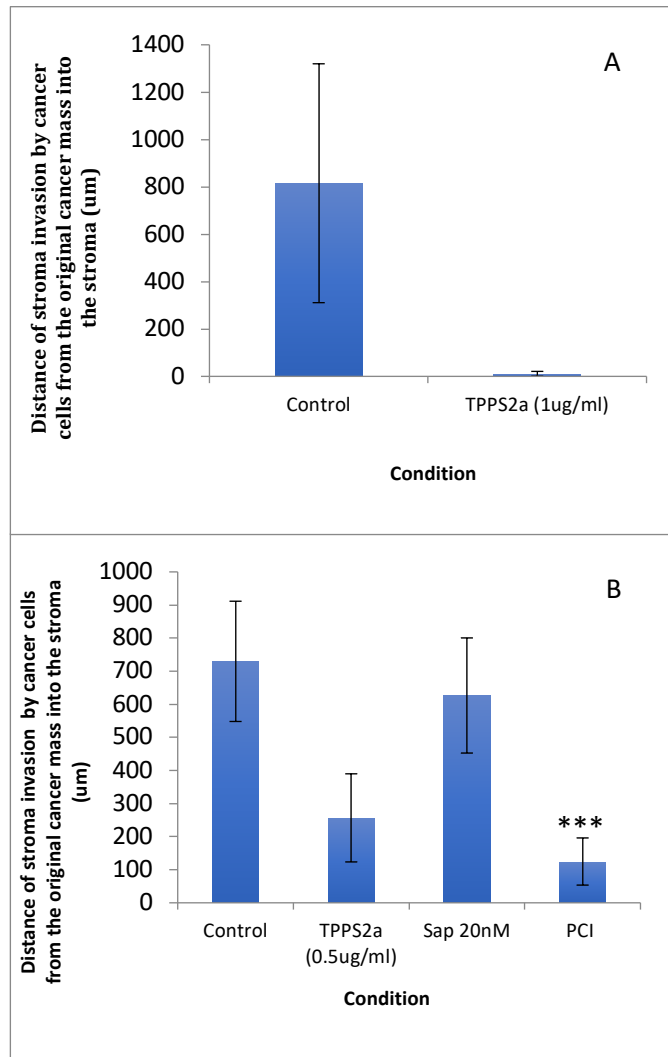 Distance of stroma invasion by cancer
cells from the original cancer mass into
the stroma (um)
1400
1200
1000
800
600
400
200
0
A
Control
TPPS2a (1ug/ml)
Condition
Distance of stroma invasion by cancer cells
from the original cancer mass into the stroma
(um)
1000
900
800
700
600
500
400
300
200
100
0
B
***
Control
TPPS2a
(0.5ug/ml)
Sap 20nM
PCI
Condition